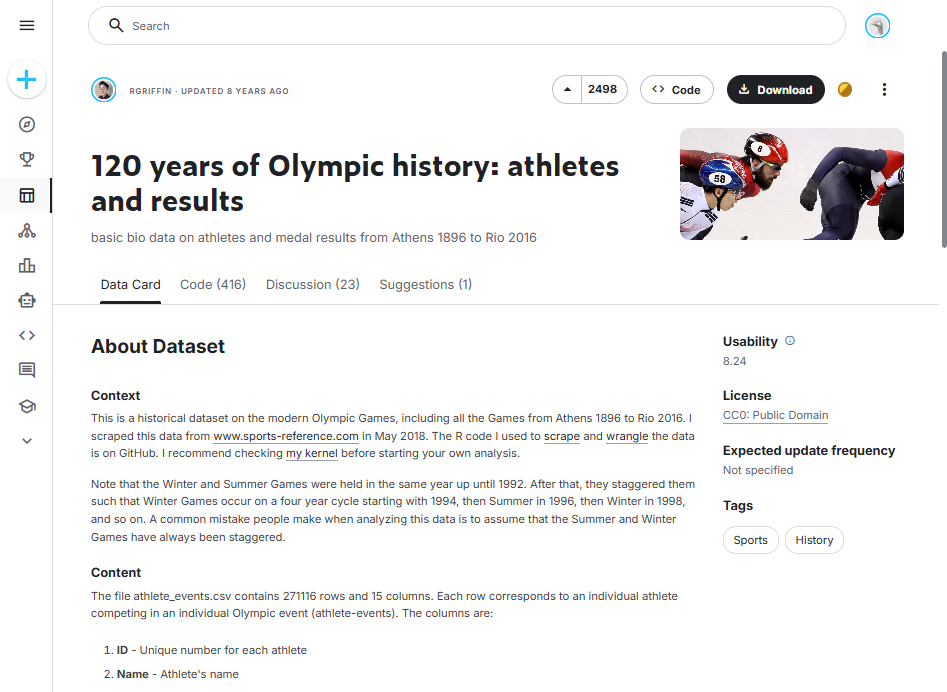 Search
RGRIFFIN · UPDATED 8 YEARS AGO
2498
Code
Download
120 years of Olympic history: athletes
and results
basic bio data on athletes and medal results from Athens 1896 to Rio 2016
8
58
Data Card
Code (416)
Discussion (23)
Suggestions (1)
About Dataset
Context
This is a historical dataset on the modern Olympic Games, including all the Games from Athens 1896 to Rio 2016. I
scraped this data from www.sports-reference.com in May 2018. The R code I used to scrape and wrangle the data
is on GitHub. I recommend checking my kernel before starting your own analysis.
Note that the Winter and Summer Games were held in the same year up until 1992. After that, they staggered them
such that Winter Games occur on a four year cycle starting with 1994, then Summer in 1996, then Winter in 1998,
and so on. A common mistake people make when analyzing this data is to assume that the Summer and Winter
Games have always been staggered.
Content
The file athlete_events.csv contains 271116 rows and 15 columns. Each row corresponds to an individual athlete
competing in an individual Olympic event (athlete-events). The columns are:
1. ID - Unique number for each athlete
2. Name - Athlete's name
Usability
8.24
License
CC0: Public Domain
Expected update frequency
Not specified
Tags
Sports
History